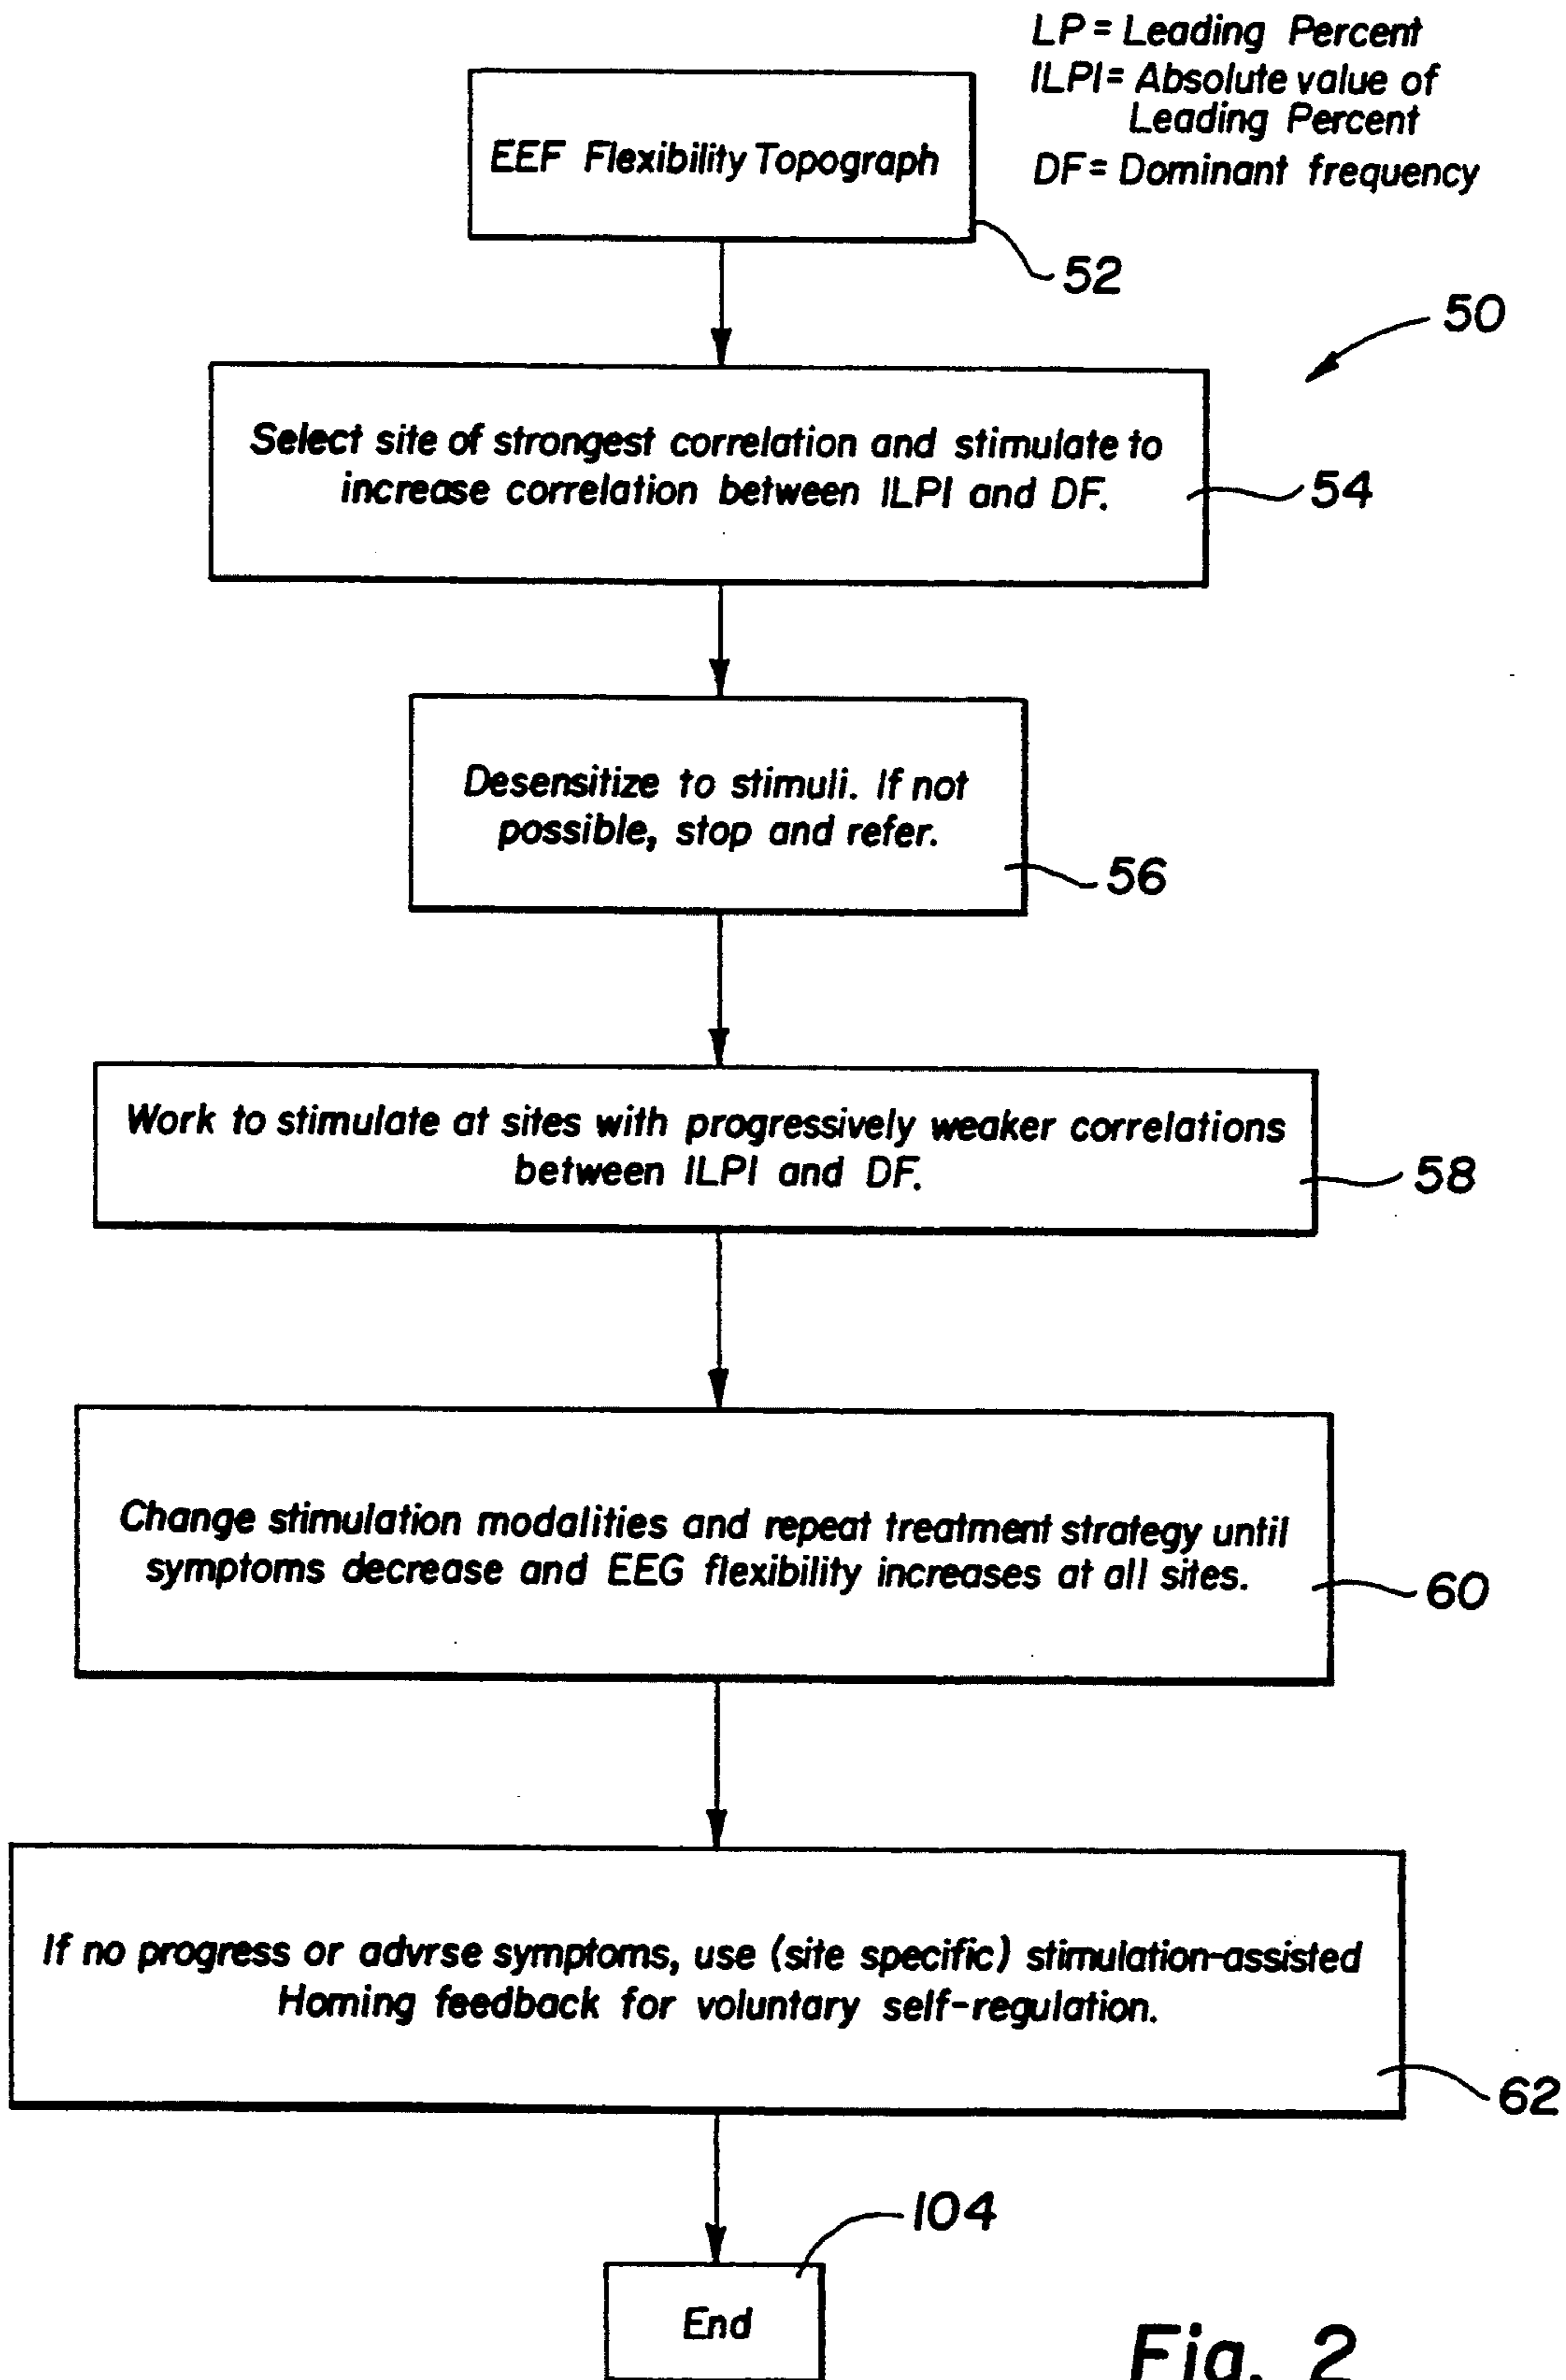 LP = Leading Percent
ILPI = Absolute value of
Leading Percent
DF = Dominant frequency
EEF Flexibility Topograph
52
50
Select site of strongest correlation and stimulate to
increase correlation between ILPI and DF.
54
Desensitize to stimuli. If not
possible, stop and refer.
56
Work to stimulate at sites with progressively weaker correlations
between ILPI and DF.
58
Change stimulation modalities and repeat treatment strategy until
symptoms decrease and EEG flexibility increases at all sites.
60
If no progress or advrse symptoms, use (site specific) stimulation-assisted
Homing feedback for voluntary self-regulation.
62
104
End
Fig. 2